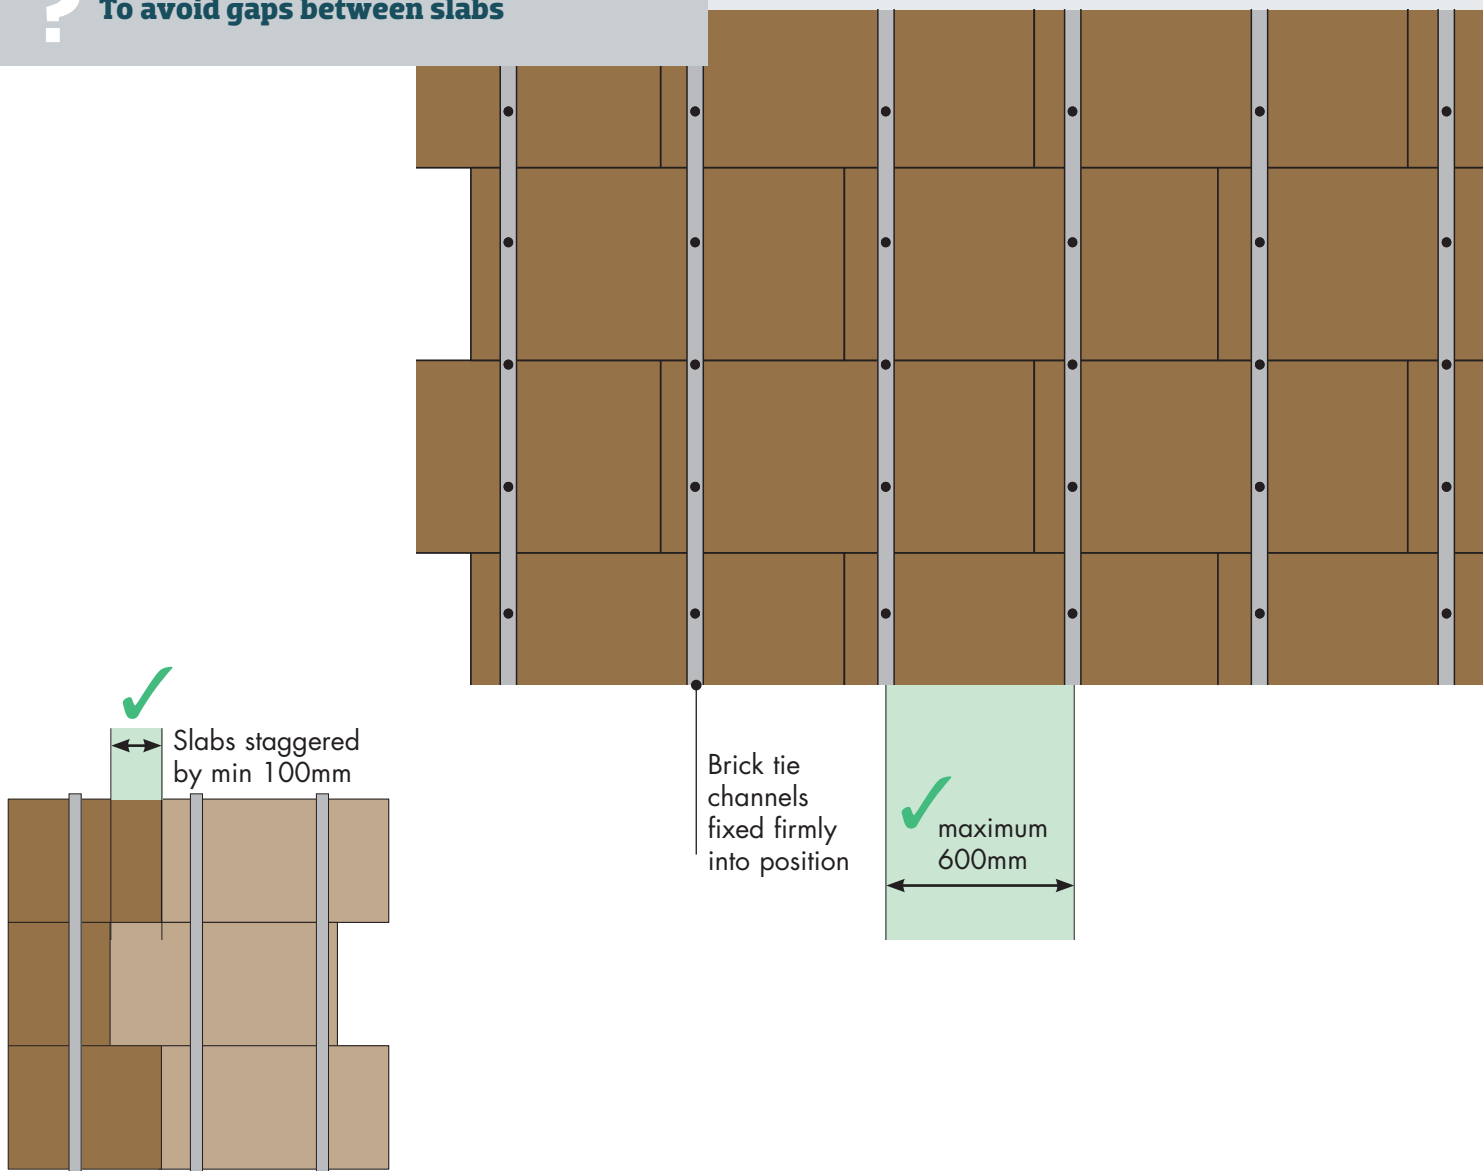 ?
To avoid gaps between slabs
Slabs staggered
by min 100mm
Brick tie
channels
fixed firmly
into position
maximum
600mm